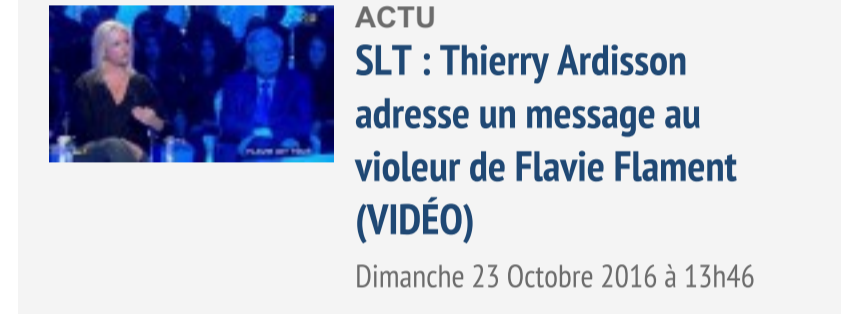 ACTU
SLT : Thierry Ardisson
adresse un message au
violeur de Flavie Flament
(VIDÉO)
Dimanche 23 Octobre 2016 à 13h46